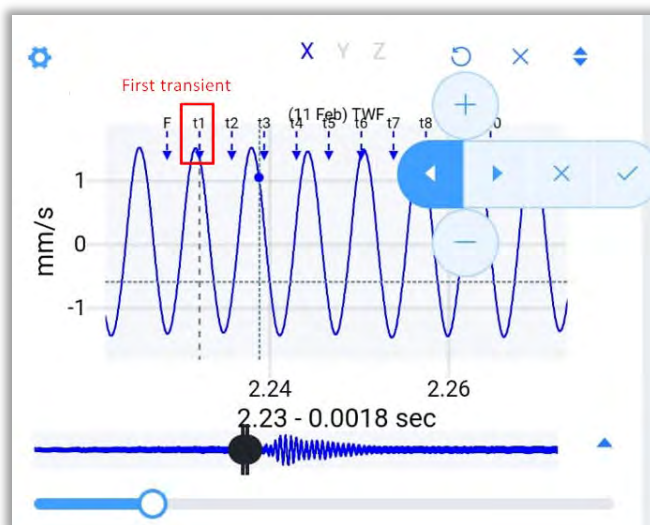 X Y Z
First transient
(11 Feb) TWF
F t1 t2 t3 t4 t5 t6 t7 t8 0
1
0
-1
mm/s
2.24 2.26
2.23 - 0.0018 sec